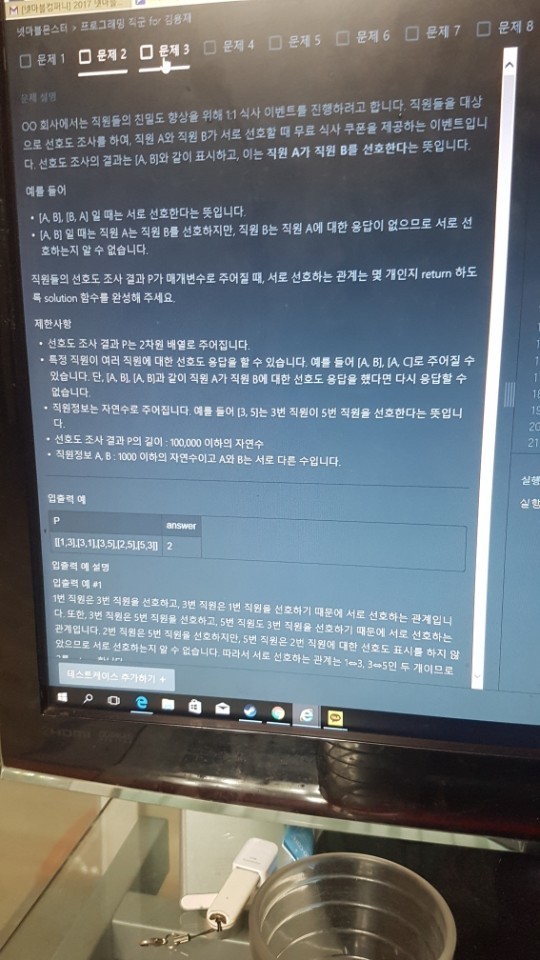 [넷마블컴퍼니] 2017 넷마블...
넷마블몬스터 > 프로그래밍 직군 for 김용재
문제 1 문제 2 문제 3 문제 4 문제 5 문제 6 문제 7 문제 8
문제 설명
OO 회사에서는 직원들의 친밀도 향상을 위해 1:1 식사 이벤트를 진행하려고 합니다. 직원들을 대상
으로 선호도 조사를 하여, 직원 A와 직원 B가 서로 선호할 때 무료 식사 쿠폰을 제공하는 이벤트입니
다. 선호도 조사의 결과는 [A, B]와 같이 표시하고, 이는 직원 A가 직원 B를 선호한다는 뜻입니다.
예를 들어
• [A, B], [B, A] 일 때는 서로 선호한다는 뜻입니다.
• [A, B] 일 때는 직원 A는 직원 B를 선호하지만, 직원 B는 직원 A에 대한 응답이 없으므로 서로 선
호하는지 알 수 없습니다.
직원들의 선호도 조사 결과 P가 매개변수로 주어질 때, 서로 선호하는 관계는 몇 개인지 return 하도
록 solution 함수를 완성해 주세요.
제한사항
• 선호도 조사 결과 P는 2차원 배열로 주어집니다.
• 특정 직원이 여러 직원에 대한 선호도 응답을 할 수 있습니다. 예를 들어 [A, B], [A, C]로 주어질 수
있습니다. 단, [A, B], [A, B]과 같이 직원 A가 직원 B에 대한 선호도 응답을 했다면 다시 응답할 수
없습니다.
• 직원정보는 자연수로 주어집니다. 예를 들어 [3, 5]는 3번 직원이 5번 직원을 선호한다는 뜻입니
다.
• 선호도 조사 결과 P의 길이 : 100,000 이하의 자연수
• 직원정보 A, B : 1000 이하의 자연수이고 A와 B는 서로 다른 수입니다.
입출력 예
P answer
[[1,3],[3,1],[3,5],[2,5],[5,3]] 2
입출력 예 설명
입출력 예 #1
1번 직원은 3번 직원을 선호하고, 3번 직원은 1번 직원을 선호하기 때문에 서로 선호하는 관계입니
다. 또한, 3번 직원은 5번 직원을 선호하고, 5번 직원도 3번 직원을 선호하기 때문에 서로 선호하는
관계입니다. 2번 직원은 5번 직원을 선호하지만, 5번 직원은 2번 직원에 대한 선호도 표시를 하지 않
았으므로 서로 선호하는지 알 수 없습니다. 따라서 서로 선호하는 관계는 1⇔3, 3⇔5인 두 개이므로
테스트케이스 추가하기 +
18
19
20
21
실행